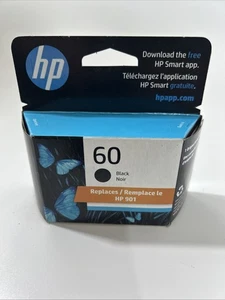 hp
Download the free
HP Smart app.
Téléchargez l'application
HP Smart gratuite.
hpapp.com
60
Black
Noir
Replaces / Remplace le
HP 901